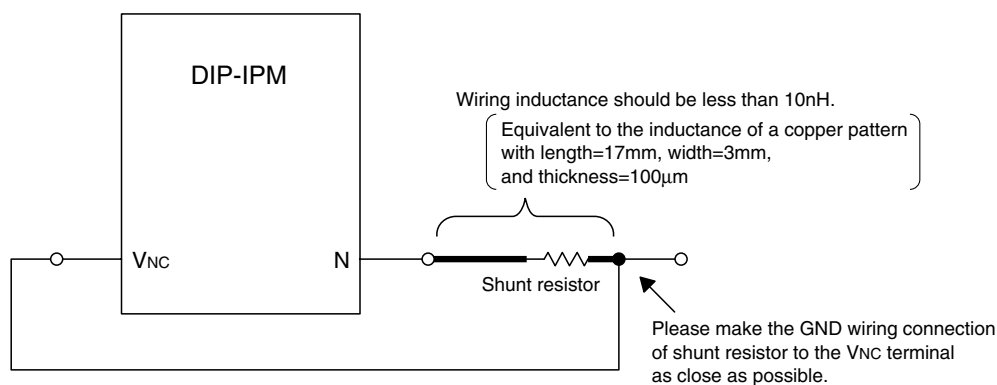 DIP-IPM
Wiring inductance should be less than 10nH.
Equivalent to the inductance of a copper pattern
with length=17mm, width=3mm,
and thickness=100μm
VNC
N
Shunt resistor
Please make the GND wiring connection
of shunt resistor to the VNC terminal
as close as possible.